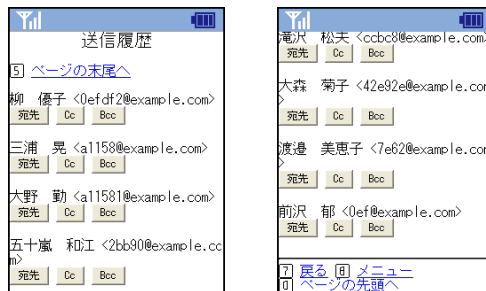 送信履歴
5 ページの末尾へ
柳 優子 <0efdf2@example.com>
宛先 Cc Bcc
三浦 晃 <a1158@example.com>
宛先 Cc Bcc
大野 勤 <a11581@example.com>
宛先 Cc Bcc
五十嵐 和江 <2bb90@example.co
m>
宛先 Cc Bcc
滝沢 松夫 <ccbc8@example.com
宛先 Cc Bcc
大森 菊子 <42e92e@example.com
>
宛先 Cc Bcc
渡邉 美恵子 <7e62@example.com
>
宛先 Cc Bcc
前沢 郁 <0ef@example.com>
宛先 Cc Bcc
7 戻る 8 メニュー
0 ページの先頭へ